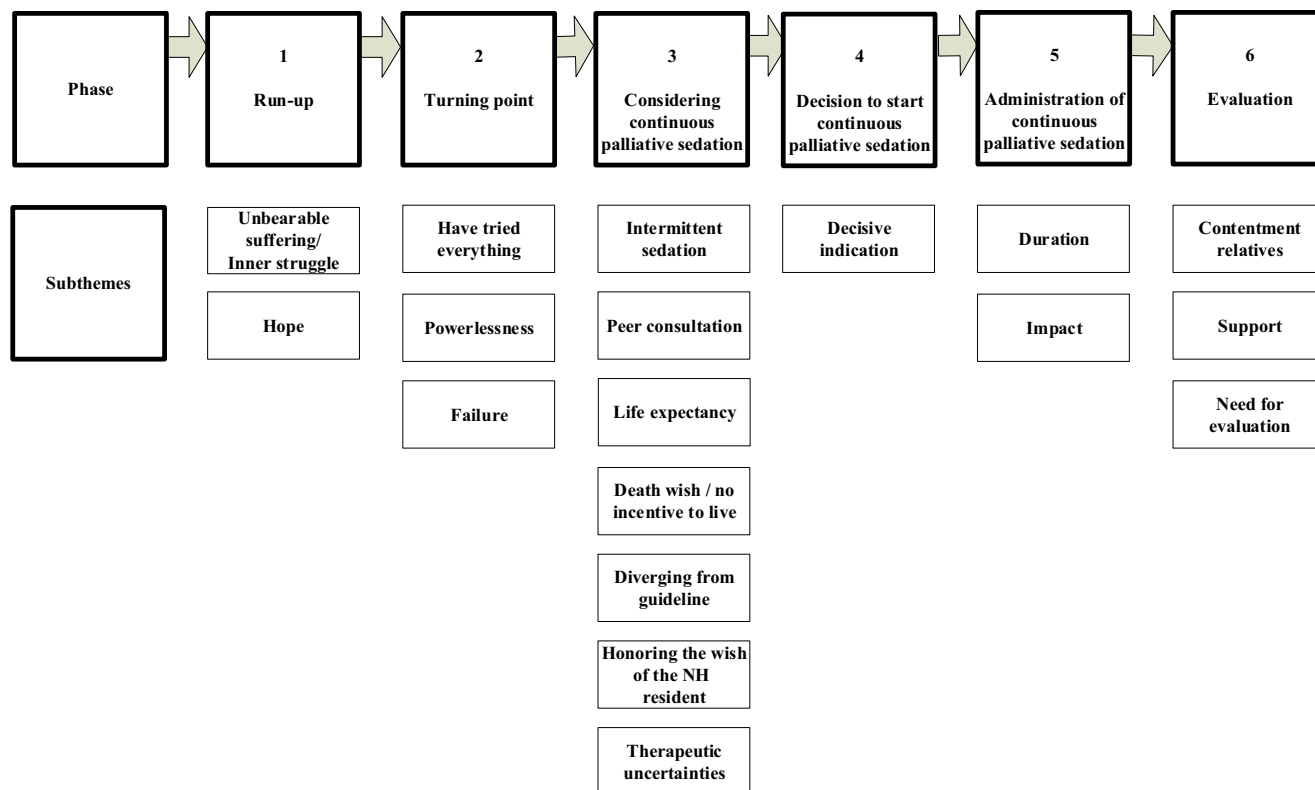 Phase
1
Run-up
2
Turning point
3
Considering
continuous
palliative sedation
4
Decision to start
continuous
palliative sedation
5
Administration of
continuous
palliative sedation
6
Evaluation
Subthemes
Unbearable
suffering/
Inner struggle
Hope
Have tried
everything
Powerlessness
Failure
Intermittent
sedation
Peer consultation
Life expectancy
Death wish / no
incentive to live
Diverging from
guideline
Honoring the wish
of the NH
resident
Therapeutic
uncertainties
Decisive
indication
Duration
Impact
Contentment
relatives
Support
Need for
evaluation